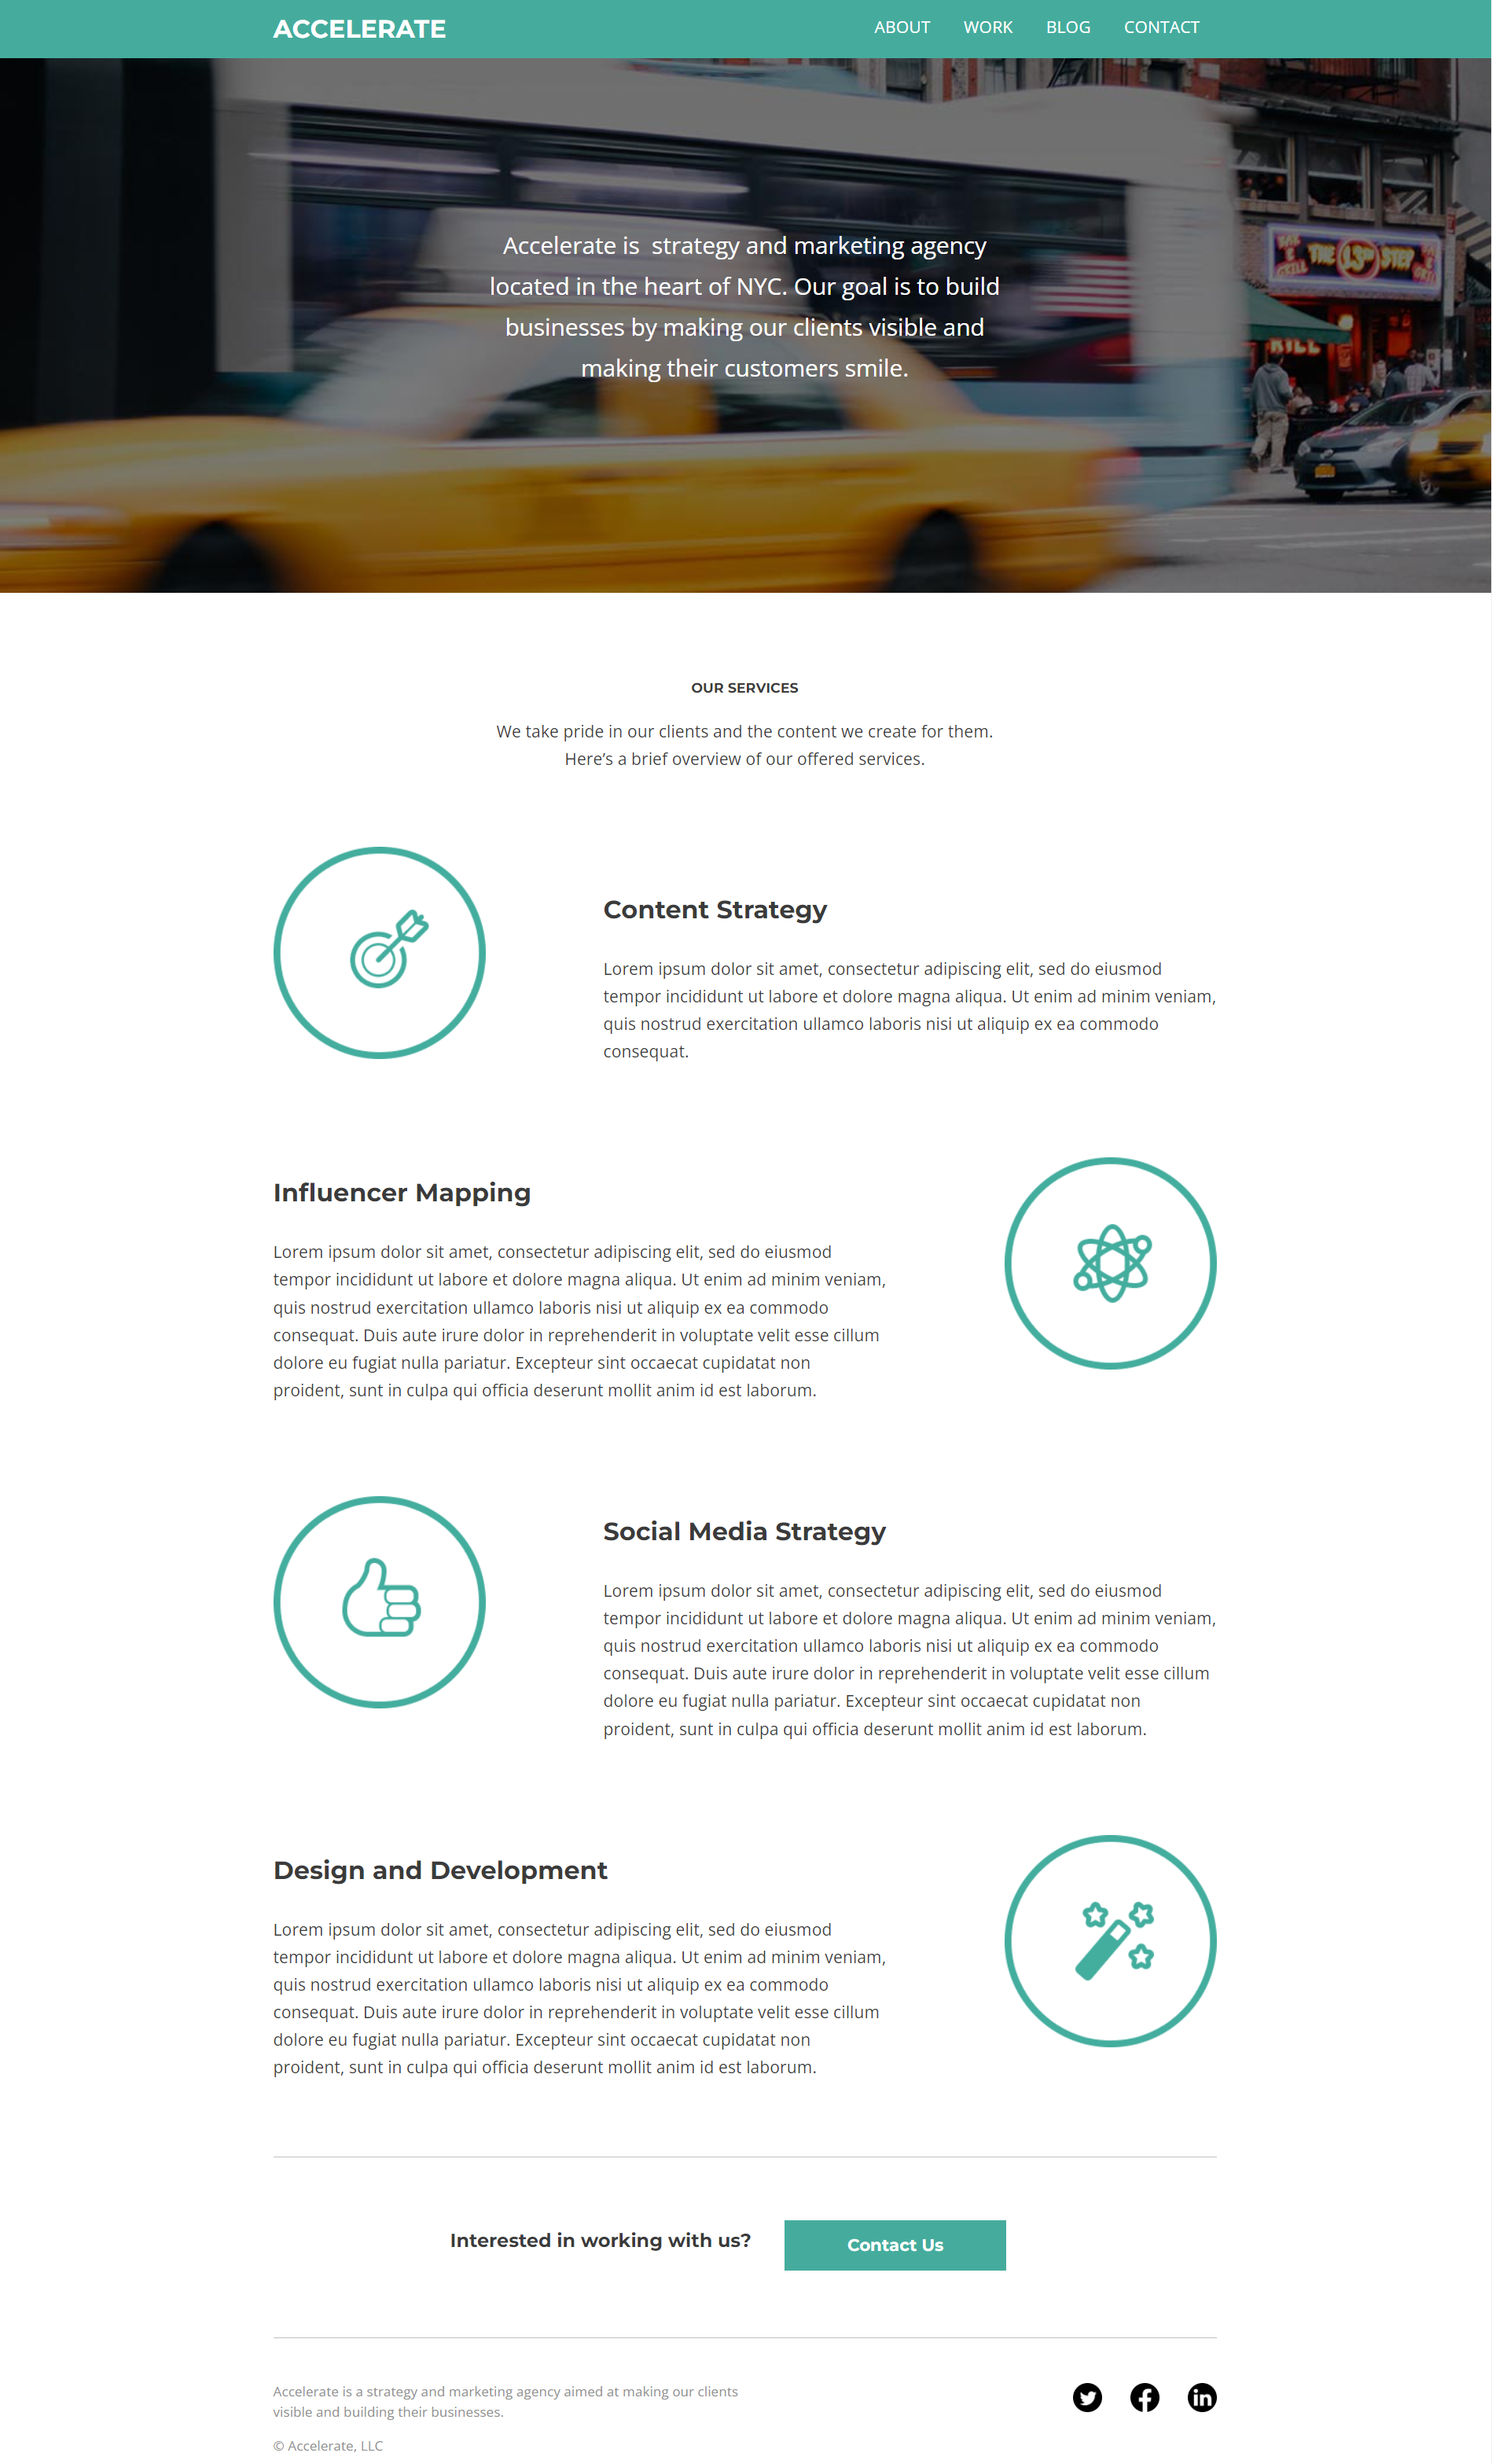 ACCELERATE
ABOUT WORK BLOG CONTACT
Accelerate is  strategy and marketing agency
located in the heart of NYC. Our goal is to build
businesses by making our clients visible and
making their customers smile.
THE 13TH STEP
OUR SERVICES
We take pride in our clients and the content we create for them.
Here’s a brief overview of our offered services.
Content Strategy
Lorem ipsum dolor sit amet, consectetur adipiscing elit, sed do eiusmod
tempor incididunt ut labore et dolore magna aliqua. Ut enim ad minim veniam,
quis nostrud exercitation ullamco laboris nisi ut aliquip ex ea commodo
consequat.
Influencer Mapping
Lorem ipsum dolor sit amet, consectetur adipiscing elit, sed do eiusmod
tempor incididunt ut labore et dolore magna aliqua. Ut enim ad minim veniam,
quis nostrud exercitation ullamco laboris nisi ut aliquip ex ea commodo
consequat. Duis aute irure dolor in reprehenderit in voluptate velit esse cillum
dolore eu fugiat nulla pariatur. Excepteur sint occaecat cupidatat non
proident, sunt in culpa qui officia deserunt mollit anim id est laborum.
Social Media Strategy
Lorem ipsum dolor sit amet, consectetur adipiscing elit, sed do eiusmod
tempor incididunt ut labore et dolore magna aliqua. Ut enim ad minim veniam,
quis nostrud exercitation ullamco laboris nisi ut aliquip ex ea commodo
consequat. Duis aute irure dolor in reprehenderit in voluptate velit esse cillum
dolore eu fugiat nulla pariatur. Excepteur sint occaecat cupidatat non
proident, sunt in culpa qui officia deserunt mollit anim id est laborum.
Design and Development
Lorem ipsum dolor sit amet, consectetur adipiscing elit, sed do eiusmod
tempor incididunt ut labore et dolore magna aliqua. Ut enim ad minim veniam,
quis nostrud exercitation ullamco laboris nisi ut aliquip ex ea commodo
consequat. Duis aute irure dolor in reprehenderit in voluptate velit esse cillum
dolore eu fugiat nulla pariatur. Excepteur sint occaecat cupidatat non
proident, sunt in culpa qui officia deserunt mollit anim id est laborum.
Interested in working with us?
Contact Us
Accelerate is a strategy and marketing agency aimed at making our clients
visible and building their businesses.
© Accelerate, LLC